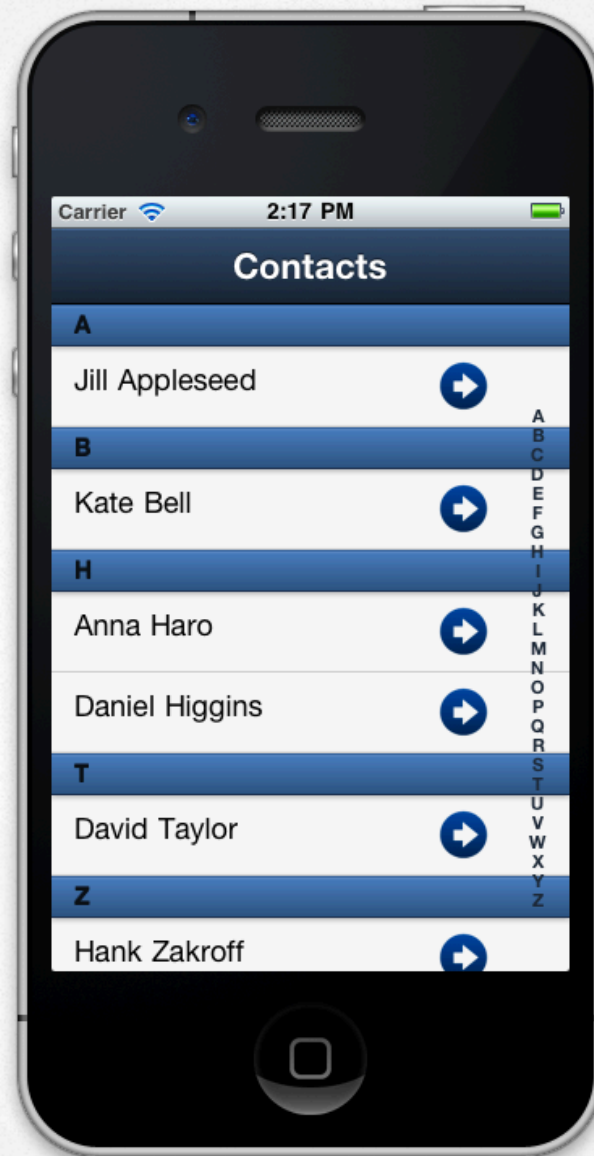 Carrier 2:17 PM
Contacts
A
Jill Appleseed
B
Kate Bell
H
Anna Haro
Daniel Higgins
T
David Taylor
Z
Hank Zakroff
A
B
C
D
E
F
G
H
I
J
K
L
M
N
O
P
Q
R
S
T
U
V
W
X
Y
Z